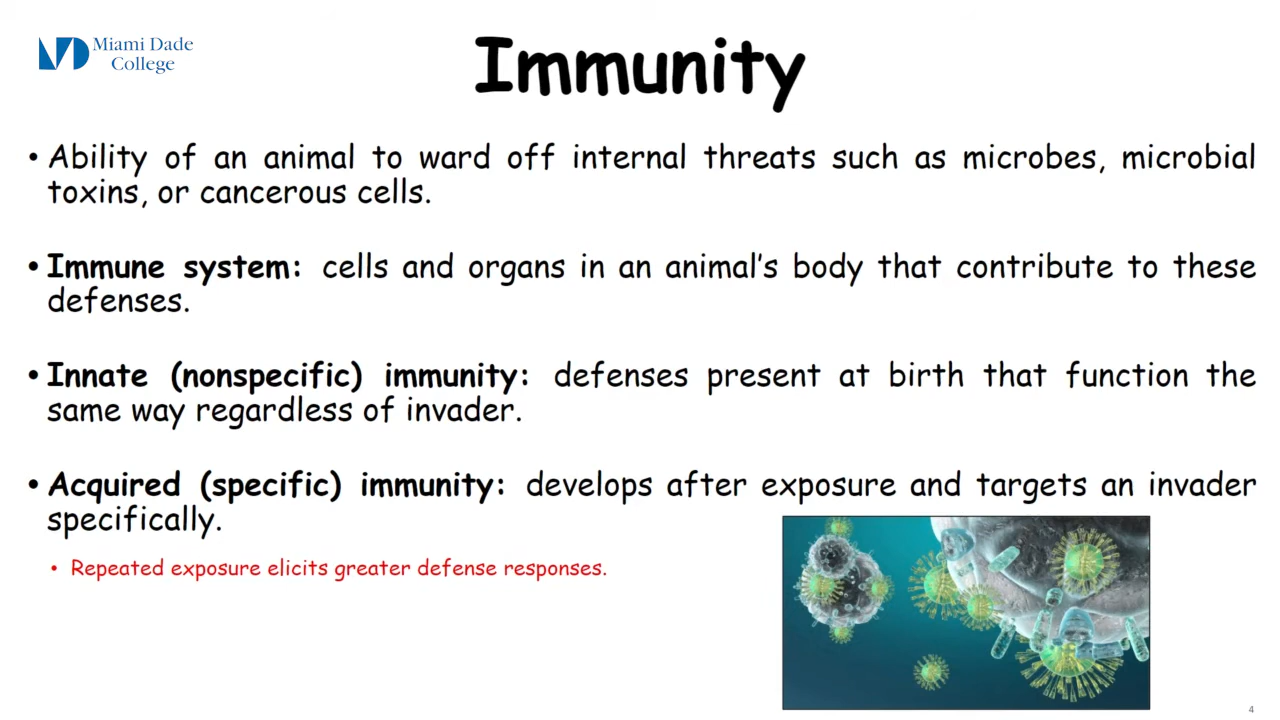 Miami Dade
College
Immunity
• Ability of an animal to ward off internal threats such as microbes, microbial
toxins, or cancerous cells.
• Immune system: cells and organs in an animal's body that contribute to these
defenses.
• Innate (nonspecific) immunity: defenses present at birth that function the
same way regardless of invader.
• Acquired (specific) immunity: develops after exposure and targets an invader
specifically.
• Repeated exposure elicits greater defense responses.
4